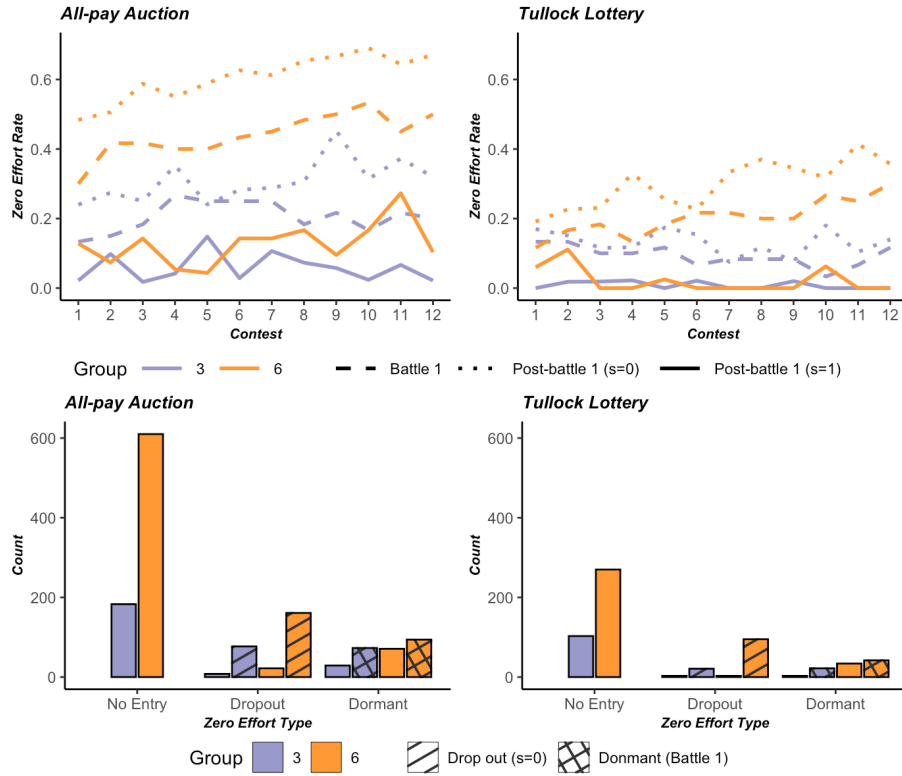 All-pay Auction
Tullock Lottery
Zero Effort Rate
0.6
0.4
0.2
0.0
1 2 3 4 5 6 7 8 9 10 11 12
Contest
Zero Effort Rate
0.6
0.4
0.2
0.0
1 2 3 4 5 6 7 8 9 10 11 12
Contest
Group 3 6 Battle 1 Post-battle 1 (s=0) Post-battle 1 (s=1)
All-pay Auction
Tullock Lottery
Count
600
400
200
0
No Entry Dropout Dormant
Zero Effort Type
Count
600
400
200
0
No Entry Dropout Dormant
Zero Effort Type
Group 3 6 Drop out (s=0) Donmant (Battle 1)